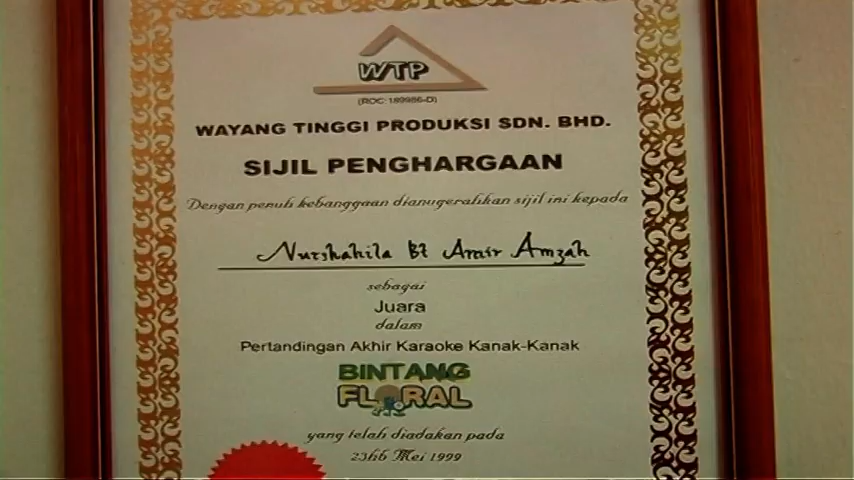 WTP
(ROC: 189986-D)
WAYANG TINGGI PRODUKSI SDN. BHD.
SIJIL PENGHARGAAN
Dengan penuh kebanggaan dianugerahkan sijil ini kepada
Nurshahila Bt Amir Amzah
sebagai
Juara
dalam
Pertandingan Akhir Karaoke Kanak-Kanak
BINTANG
FLORAL
yang telah diadakan pada
23hb Mei 1999